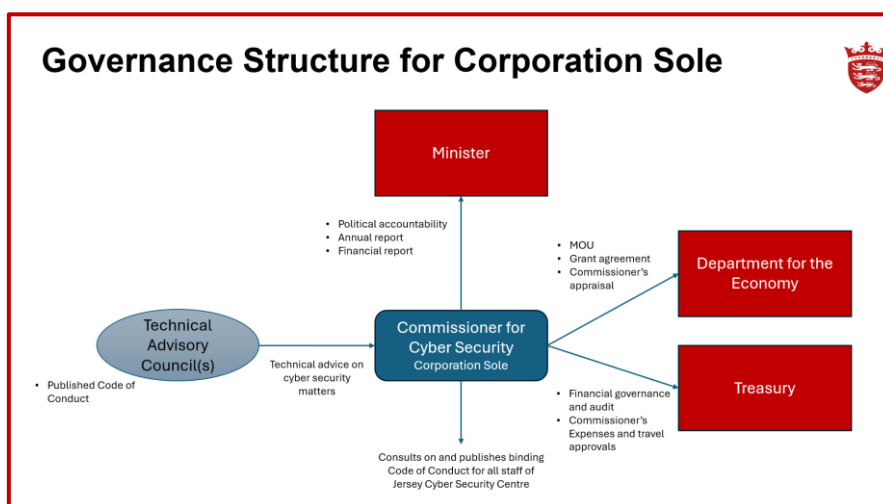 Governance Structure for Corporation Sole
Minister
• Political accountability
• Annual report
• Financial report
• MOU
• Grant agreement
• Commissioner's
appraisal
Department for the
Economy
Technical
Advisory
Council(s)
• Published Code of
Conduct
Technical advice on
cyber security
matters
Commissioner for
Cyber Security
Corporation Sole
• Financial governance
and audit
• Commissioner's
Expenses and travel
approvals
Treasury
Consults on and publishes binding
Code of Conduct for all staff of
Jersey Cyber Security Centre